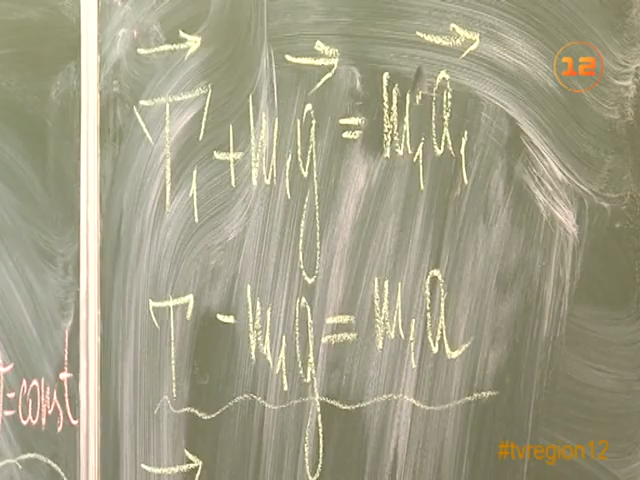 12
T₁ + m₁g = m₁a₁
T - m₁g = m₁a
T=const
#tvregion12